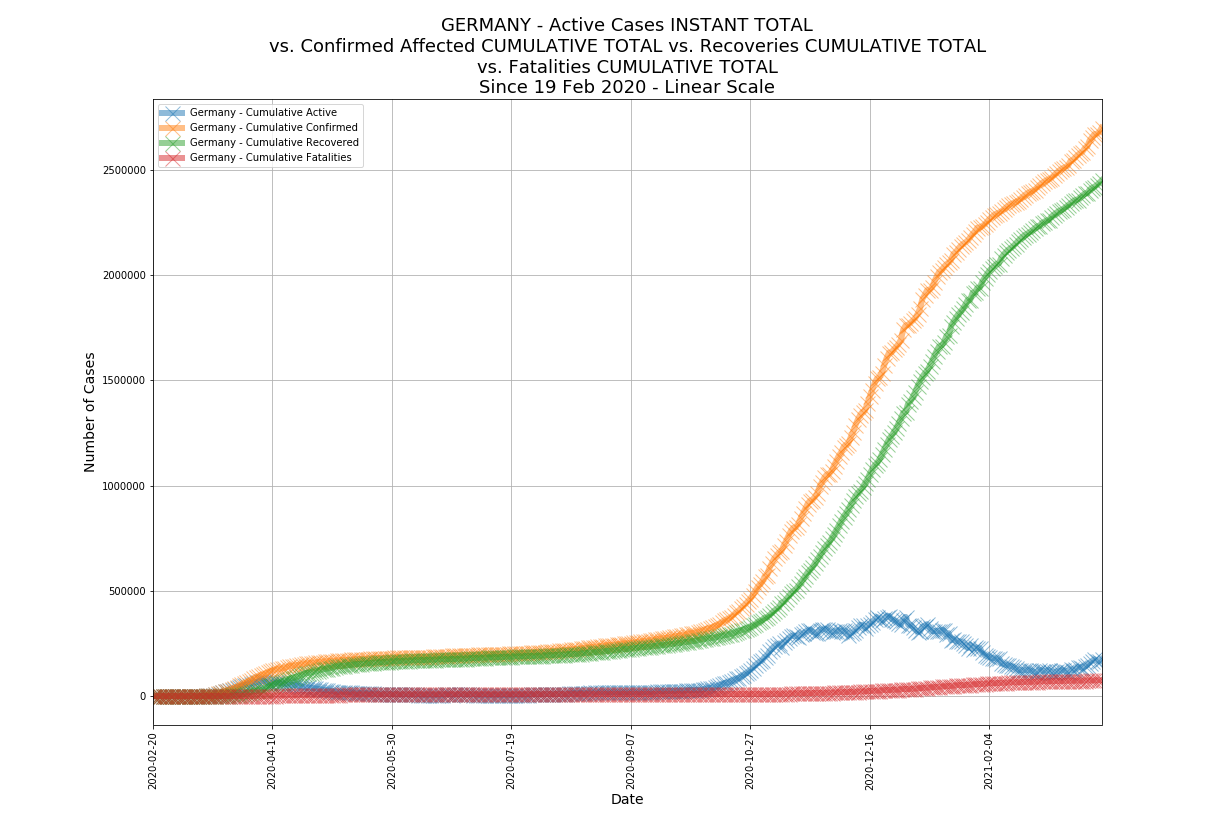 GERMANY - Active Cases INSTANT TOTAL
vs. Confirmed Affected CUMULATIVE TOTAL vs. Recoveries CUMULATIVE TOTAL
vs. Fatalities CUMULATIVE TOTAL
Since 19 Feb 2020 - Linear Scale
Germany - Cumulative Active
Germany - Cumulative Confirmed
Germany - Cumulative Recovered
Germany - Cumulative Fatalities
Number of Cases
2500000
2000000
1500000
1000000
500000
0
2020-02-20
2020-04-10
2020-05-30
2020-07-19
2020-09-07
2020-10-27
2020-12-16
2021-02-04
Date